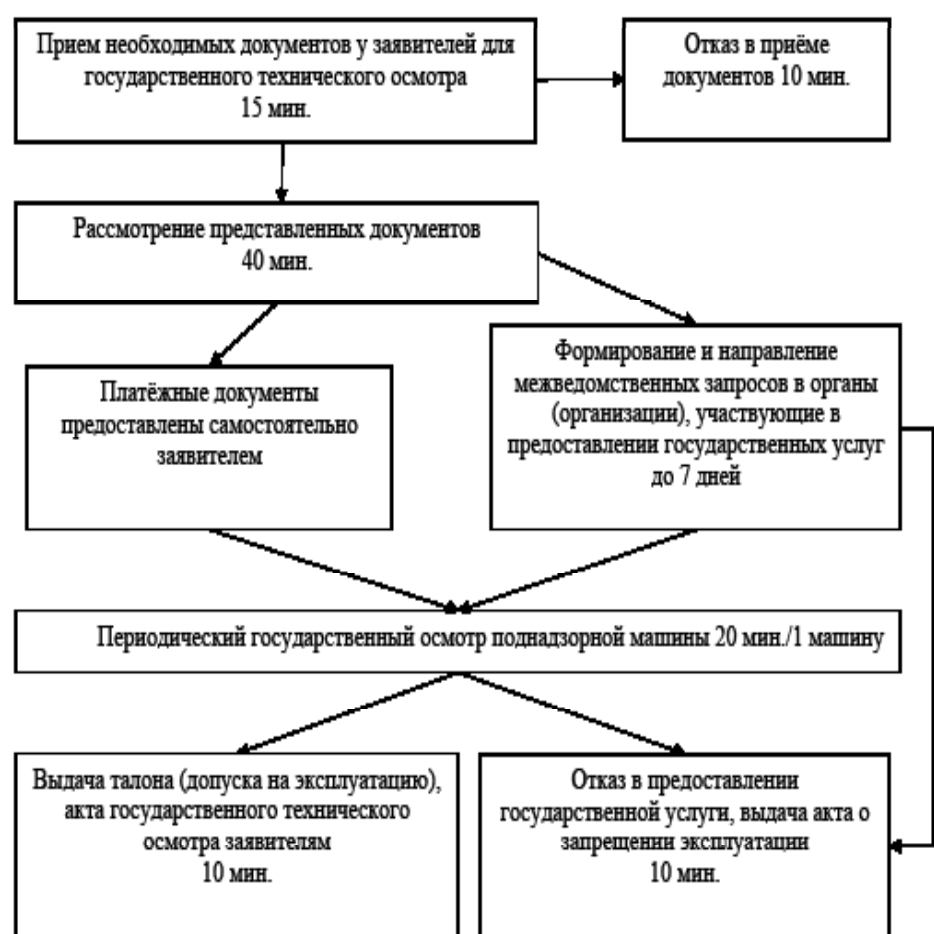 Прием необходимых документов у заявителей для
государственного технического осмотра
15 мин.
Отказ в приёме
документов 10 мин.
Рассмотрение представленных документов
40 мин.
Платёжные документы
предоставлены самостоятельно
заявителем
Формирование и направление
межведомственных запросов в органы
(организации), участвующие в
предоставлении государственных услуг
до 7 дней
Периодический государственный осмотр поднадзорной машины 20 мин./1 машину
Выдача талона (допуска на эксплуатацию),
акта государственного технического
осмотра заявителям
10 мин.
Отказ в предоставлении
государственной услуги, выдача акта о
запрещении эксплуатации
10 мин.